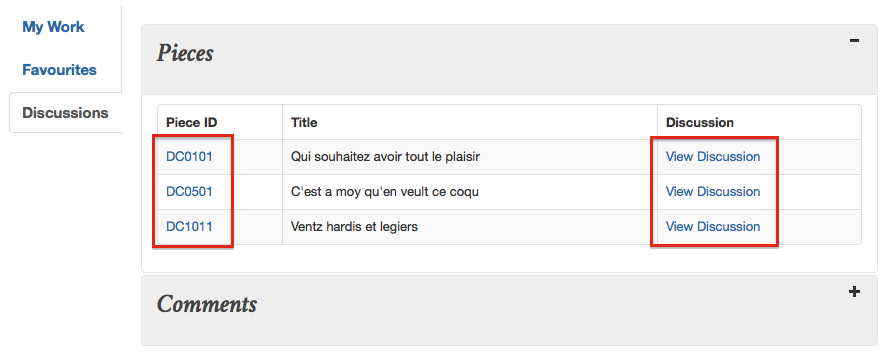 My Work
Favourites
Discussions
Pieces
Piece ID Title Discussion
DC0101 Qui souhaitez avoir tout le plaisir View Discussion
DC0501 C'est a moy qu'en veult ce coqu View Discussion
DC1011 Ventz hardis et legiers View Discussion
Comments